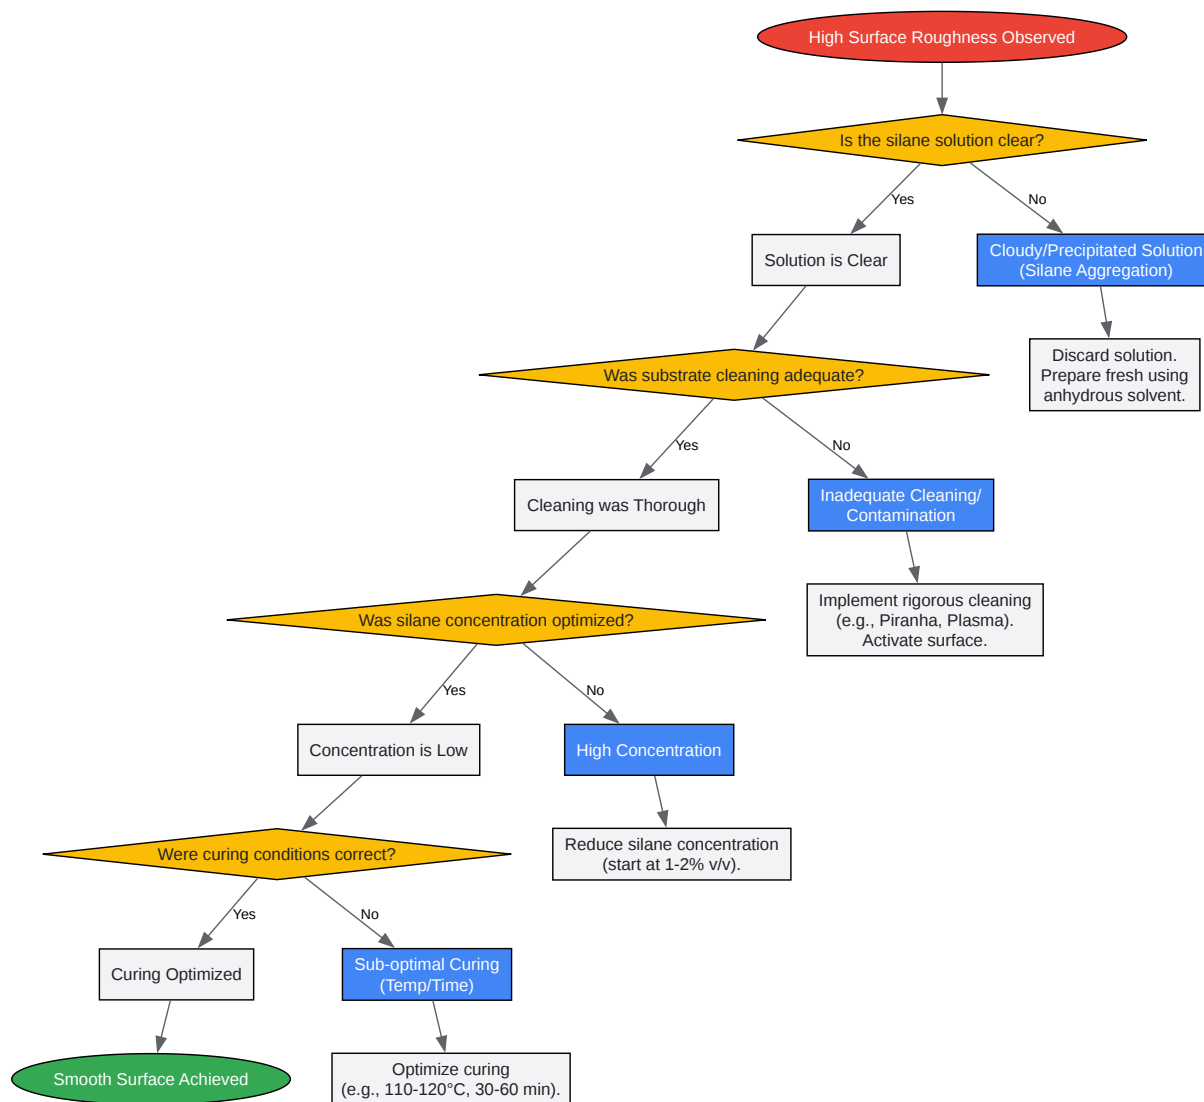 High Surface Roughness Observed
Is the silane solution clear?
Yes
No
Solution is Clear
Cloudy/Precipitated Solution
(Silane Aggregation)
Discard solution.
Prepare fresh using
anhydrous solvent.
Was substrate cleaning adequate?
Yes
No
Cleaning was Thorough
Inadequate Cleaning/
Contamination
Implement rigorous cleaning
(e.g., Piranha, Plasma).
Activate surface.
Was silane concentration optimized?
Yes
No
Concentration is Low
High Concentration
Reduce silane concentration
(start at 1-2% v/v).
Were curing conditions correct?
Yes
No
Curing Optimized
Sub-optimal Curing
(Temp/Time)
Smooth Surface Achieved
Optimize curing
(e.g., 110-120°C, 30-60 min).